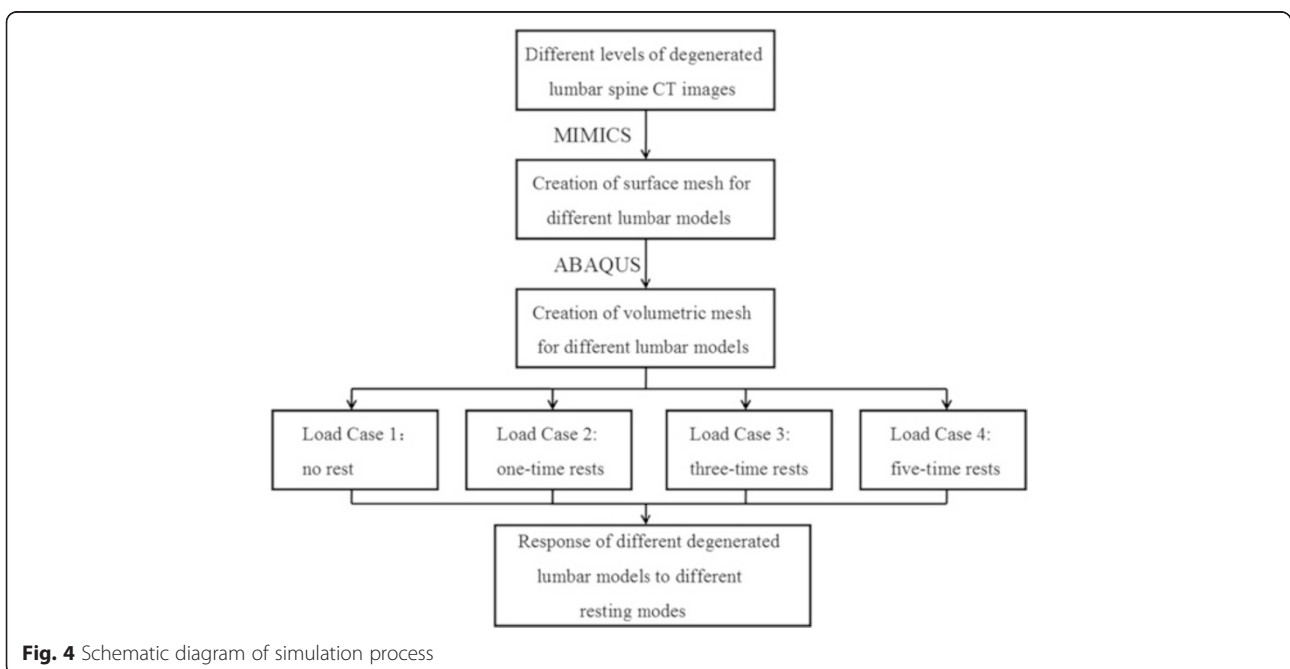 Different levels of degenerated
lumbar spine CT images
MIMICS
Creation of surface mesh for
different lumbar models
ABAQUS
Creation of volumetric mesh
for different lumbar models
Load Case 1：
no rest
Load Case 2:
one-time rests
Load Case 3:
three-time rests
Load Case 4:
five-time rests
Response of different degenerated
lumbar models to different
resting modes
Fig. 4 Schematic diagram of simulation process